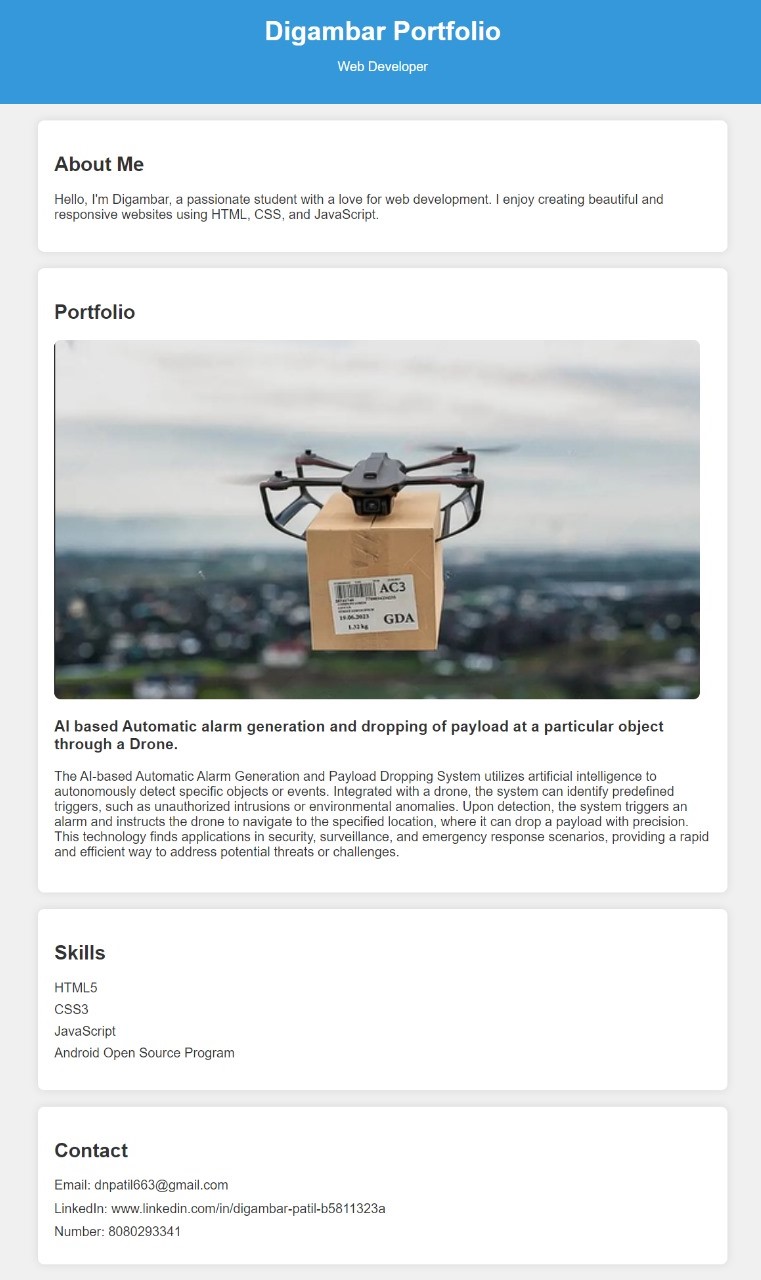 Digambar Portfolio
Web Developer
About Me
Hello, I'm Digambar, a passionate student with a love for web development. I enjoy creating beautiful and
responsive websites using HTML, CSS, and JavaScript.
Portfolio
AC3
19.06.2023
GDA
1.32 kg
AI based Automatic alarm generation and dropping of payload at a particular object
through a Drone.
The AI-based Automatic Alarm Generation and Payload Dropping System utilizes artificial intelligence to
autonomously detect specific objects or events. Integrated with a drone, the system can identify predefined
triggers, such as unauthorized intrusions or environmental anomalies. Upon detection, the system triggers an
alarm and instructs the drone to navigate to the specified location, where it can drop a payload with precision.
This technology finds applications in security, surveillance, and emergency response scenarios, providing a rapid
and efficient way to address potential threats or challenges.
Skills
HTML5
CSS3
JavaScript
Android Open Source Program
Contact
Email: dnpatil663@gmail.com
LinkedIn: www.linkedin.com/in/digambar-patil-b5811323a
Number: 8080293341